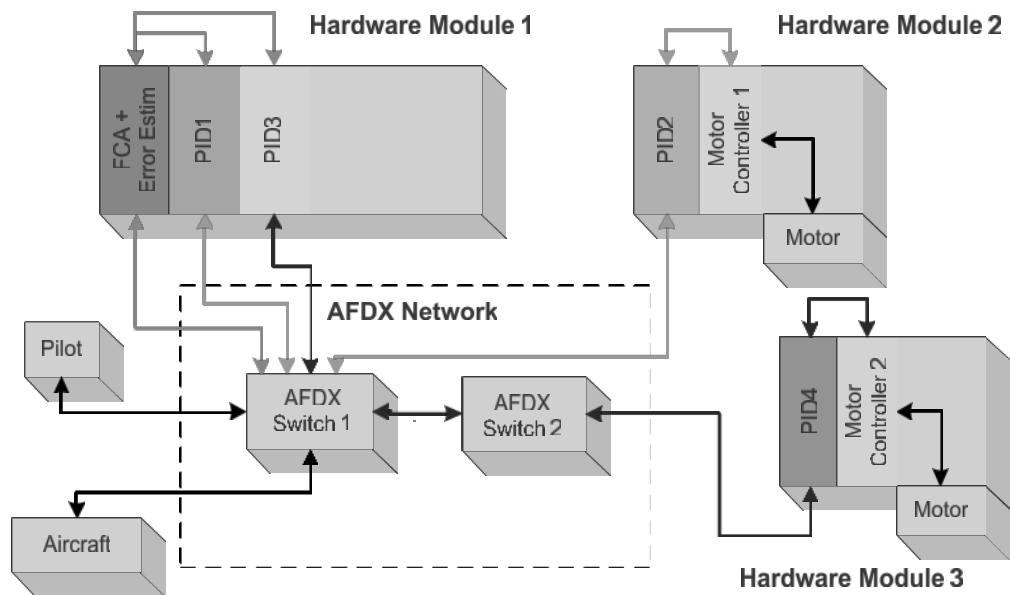 Hardware Module 1
Hardware Module 2
FCA +
Error Estim
PID1
PID3
PID2
Motor
Controller 1
Motor
AFDX Network
Pilot
AFDX
Switch 1
AFDX
Switch 2
PID4
Motor
Controller 2
Motor
Aircraft
Hardware Module 3